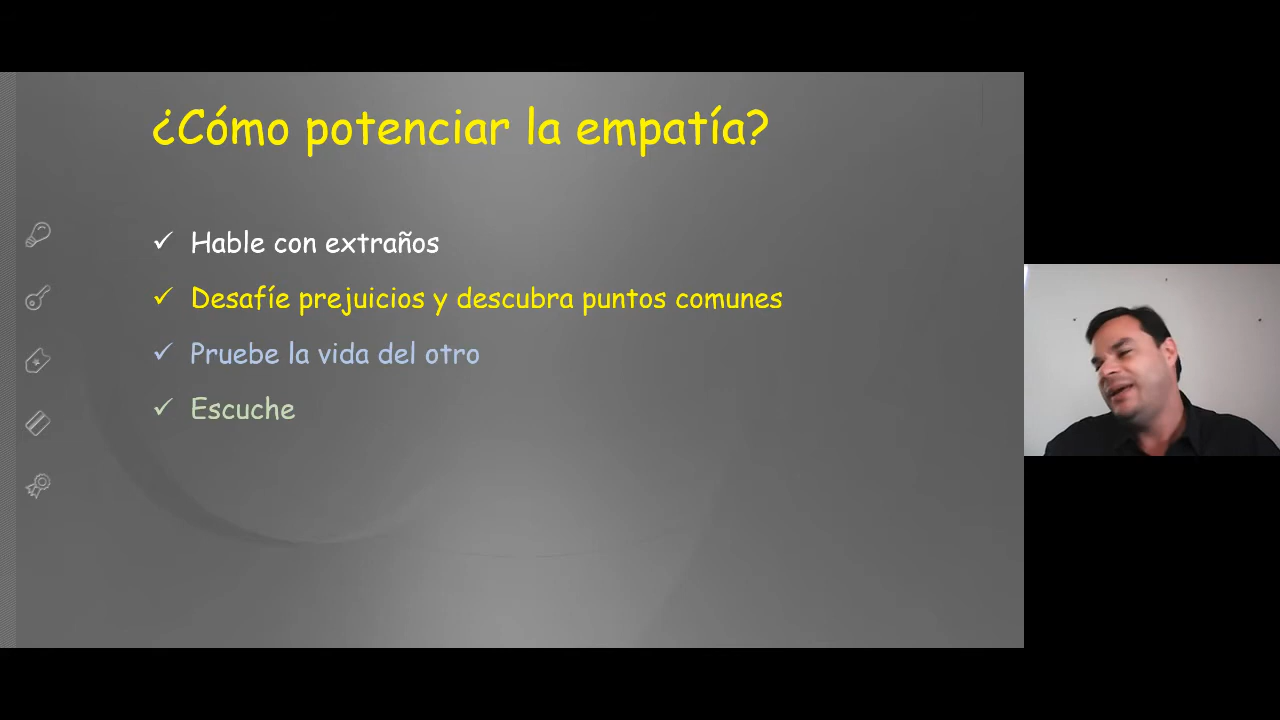 ¿Cómo potenciar la empatía?
✓ Hable con extraños
✓ Desafíe prejuicios y descubra puntos comunes
✓ Pruebe la vida del otro
✓ Escuche